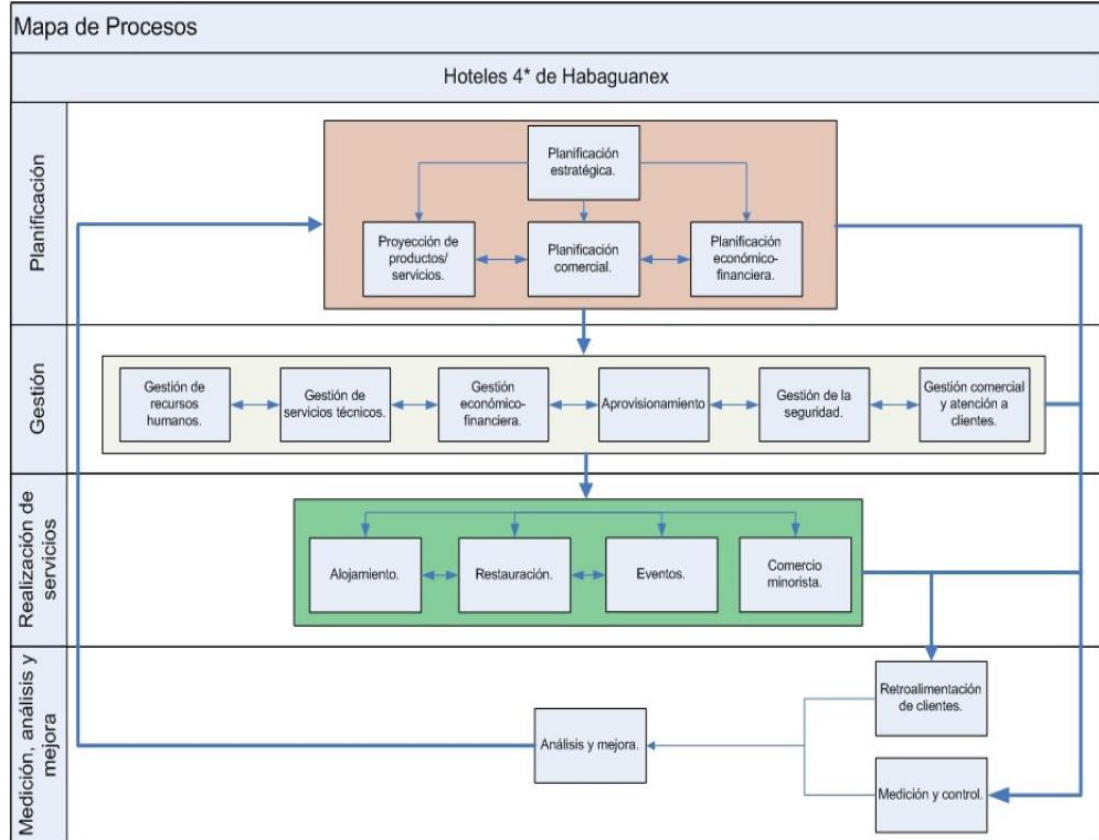 Mapa de Procesos
Hoteles 4* de Habaguanex
Planificación
Planificación
estratégica.
Proyección de
productos/
servicios.
Planificación
comercial.
Planificación
económico-
financiera.
Gestión
Gestión de
recursos
humanos.
Gestión de
servicios técnicos.
Gestión
económico-
financiera.
Aprovisionamiento
Gestión de la
seguridad.
Gestión comercial
y atención a
clientes.
Realización de
servicios
Alojamiento.
Restauración.
Eventos.
Comercio
minorista.
Medición, análisis y
mejora
Retroalimentación
de clientes.
Análisis y mejora.
Medición y control.